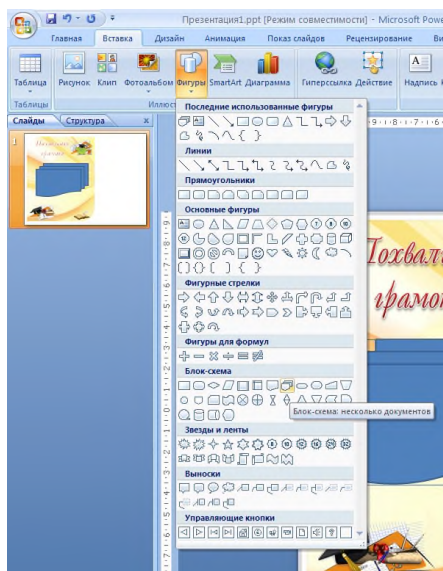 Презентация1.ppt [Режим совместимости] - Microsoft Powe
Главная Вставка Дизайн Анимация Показ слайдов Рецензирование Ви
Таблица Рисунок Клип Фотоальбом Фигуры SmartArt Диаграмма Гиперссылка Действие Надпись
Таблицы Иллюс
Последние использованные фигуры
Слайды Структура x
Линии
Прямоугольники
Основные фигуры
Похвал
грамо
Фигурные стрелки
Фигуры для формул
Блок-схема
Блок-схема: несколько документов
Звезды и ленты
Выноски
Управляющие кнопки